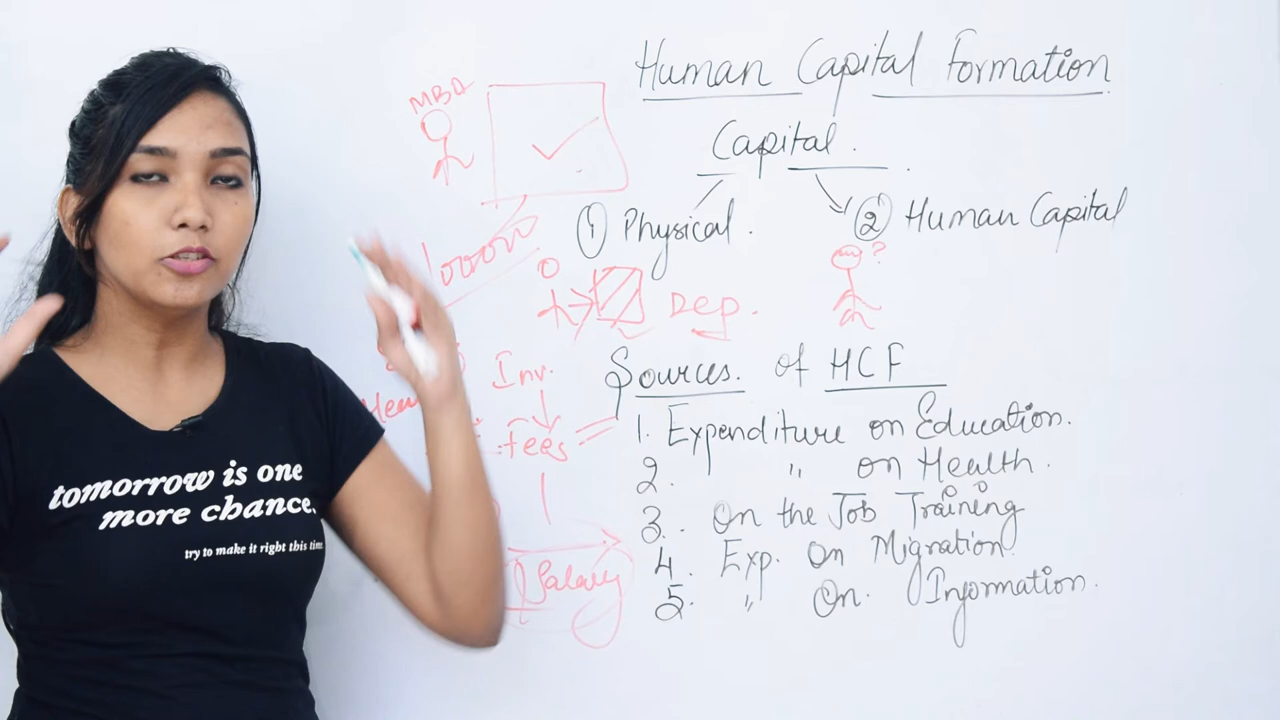 Human Capital Formation
Capital.
① Physical.
② Human Capital
MBA
1000
?
Dep.
Inv.
fees
Salary
Sources. of HCF
1. Expenditure on Education.
2. " on Health.
3. On the Job Training
4. Exp. On Migration.
5. " On. Information.
tomorrow is one
more chance.
try to make it right this time